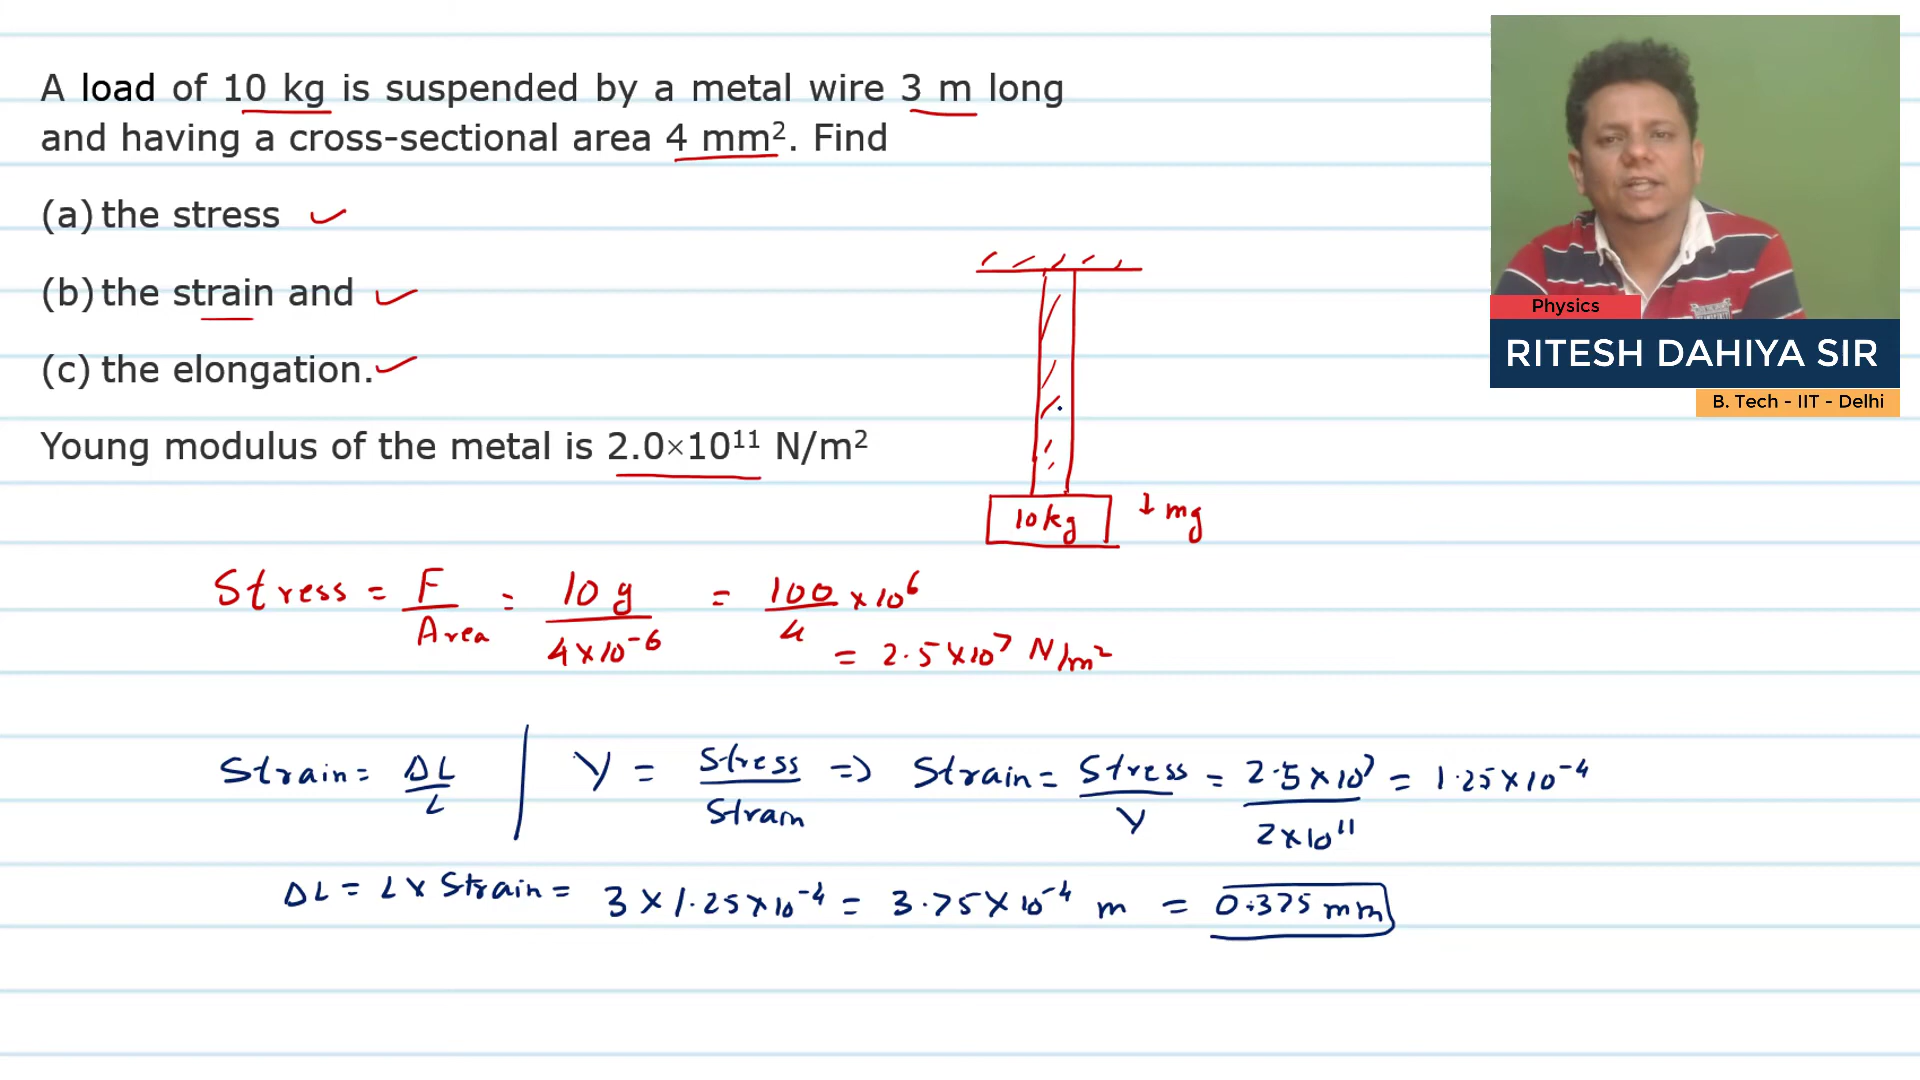 A load of 10 kg is suspended by a metal wire 3 m long
and having a cross-sectional area 4 mm². Find
(a) the stress
(b) the strain and
(c) the elongation.
Young modulus of the metal is 2.0×10¹¹ N/m²
10kg ↓ mg
Stress = F/Area = 10g/4×10⁻⁶ = 100/4 × 10⁶
= 2.5×10⁷ N/m²
Strain = ΔL/L | Y = Stress/Strain => Strain = Stress/Y = 2.5×10⁷/2×10¹¹ = 1.25×10⁻⁴
ΔL = L× Strain = 3 × 1.25×10⁻⁴ = 3.75×10⁻⁴ m = 0.375 mm
Physics
RITESH DAHIYA SIR
B. Tech - IIT - Delhi